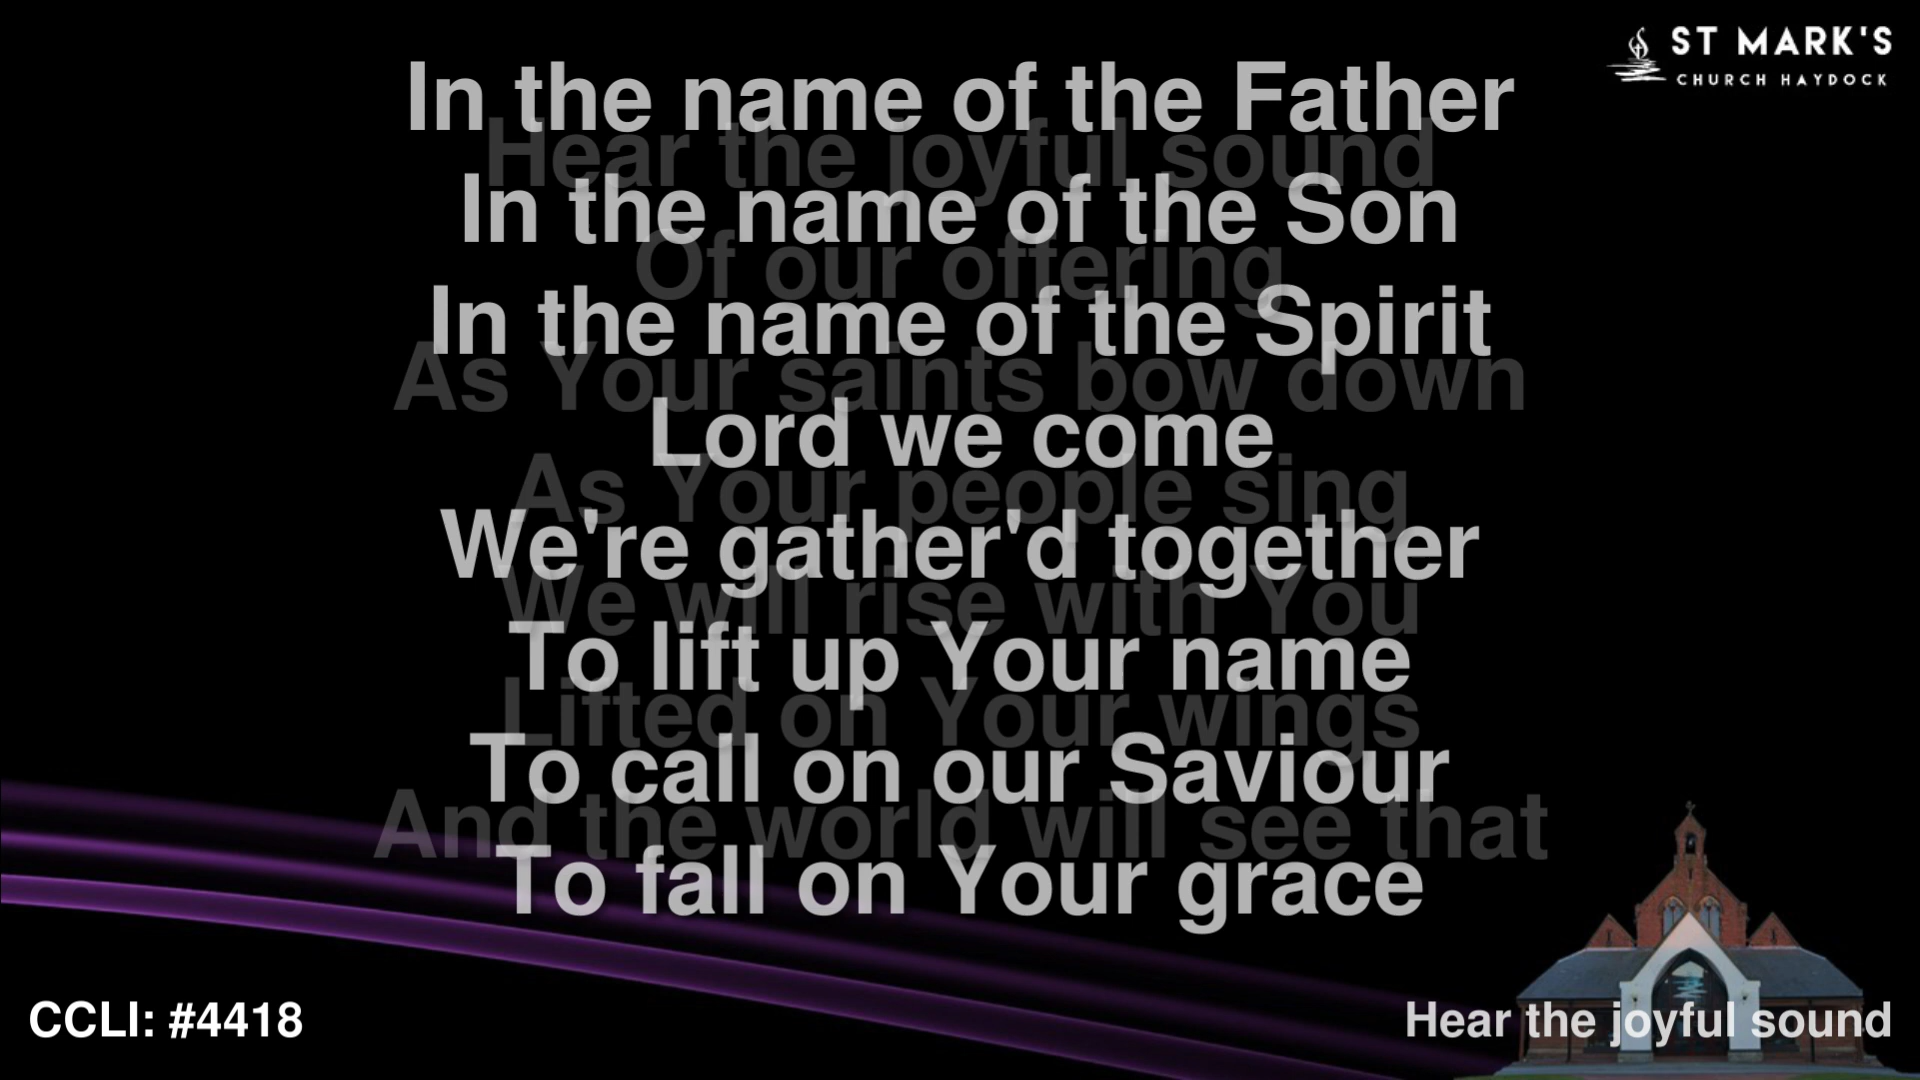 ST MARK'S
CHURCH HAYDOCK
In the name of the Father
Hear the joyful sound
In the name of the Son
Of our offering
In the name of the Spirit
As Your saints bow down
Lord we come
As Your people sing
We're gather'd together
We will rise with You
To lift up Your name
Lifted on Your wings
To call on our Saviour
And the world will see that
To fall on Your grace
CCLI: #4418
Hear the joyful sound